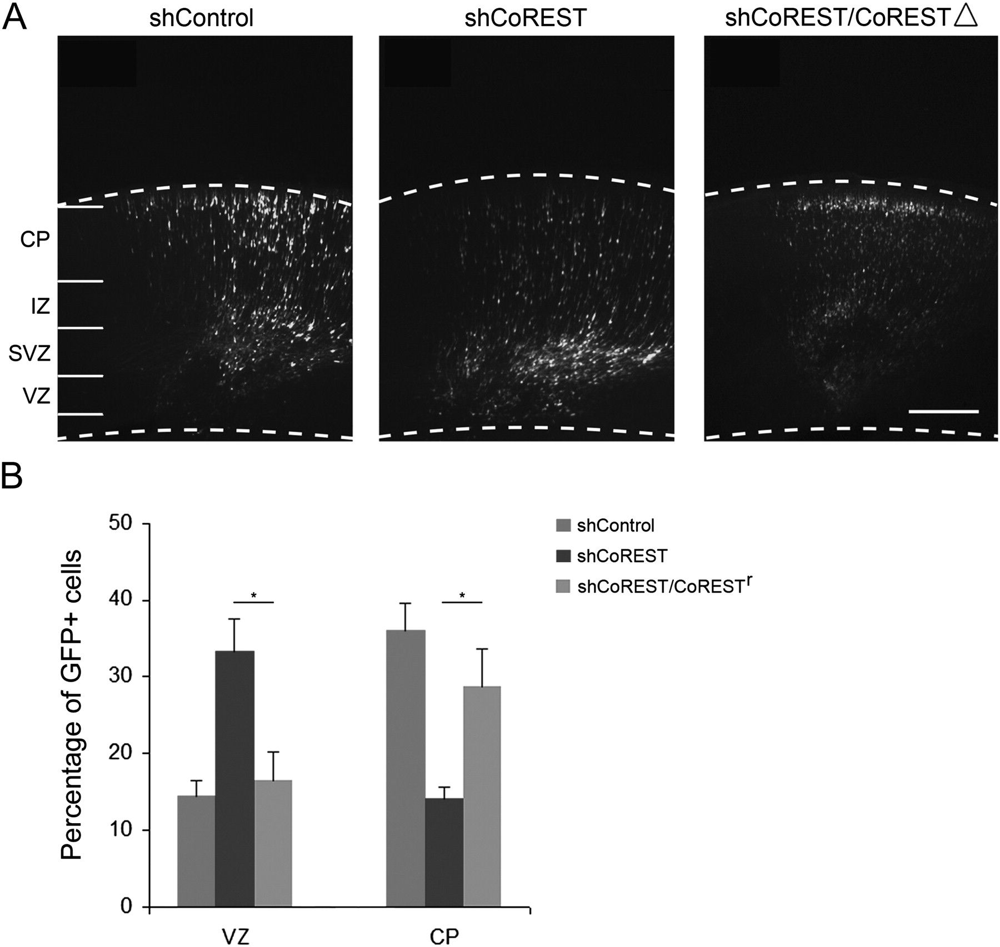 A
shControl
shCoREST
shCoREST/CoREST△
CP
IZ
SVZ
VZ
B
Percentage of GFP+ cells
50
40
30
20
10
0
*
*
VZ
CP
shControl
shCoREST
shCoREST/CoRESTʳ